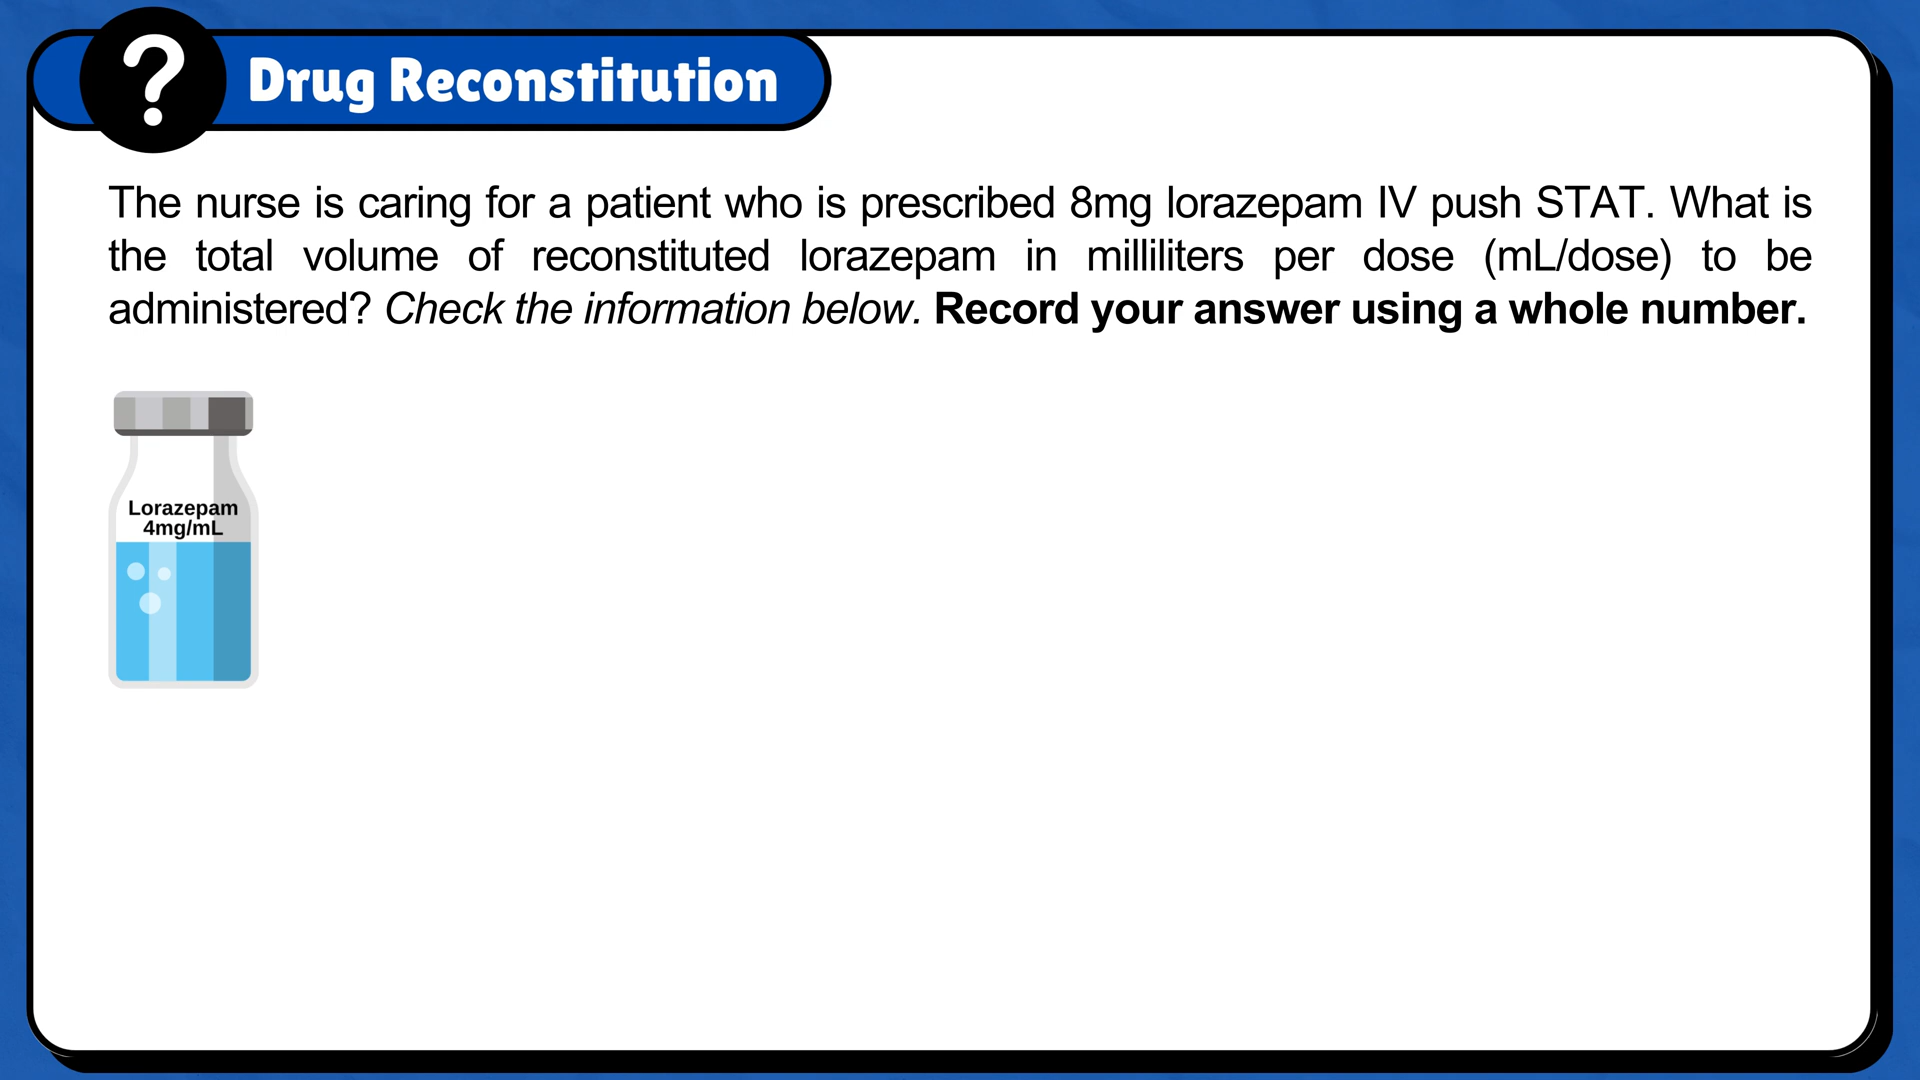 ?
Drug Reconstitution
The nurse is caring for a patient who is prescribed 8mg lorazepam IV push STAT. What is
the total volume of reconstituted lorazepam in milliliters per dose (mL/dose) to be
administered? Check the information below. Record your answer using a whole number.
Lorazepam
4mg/mL